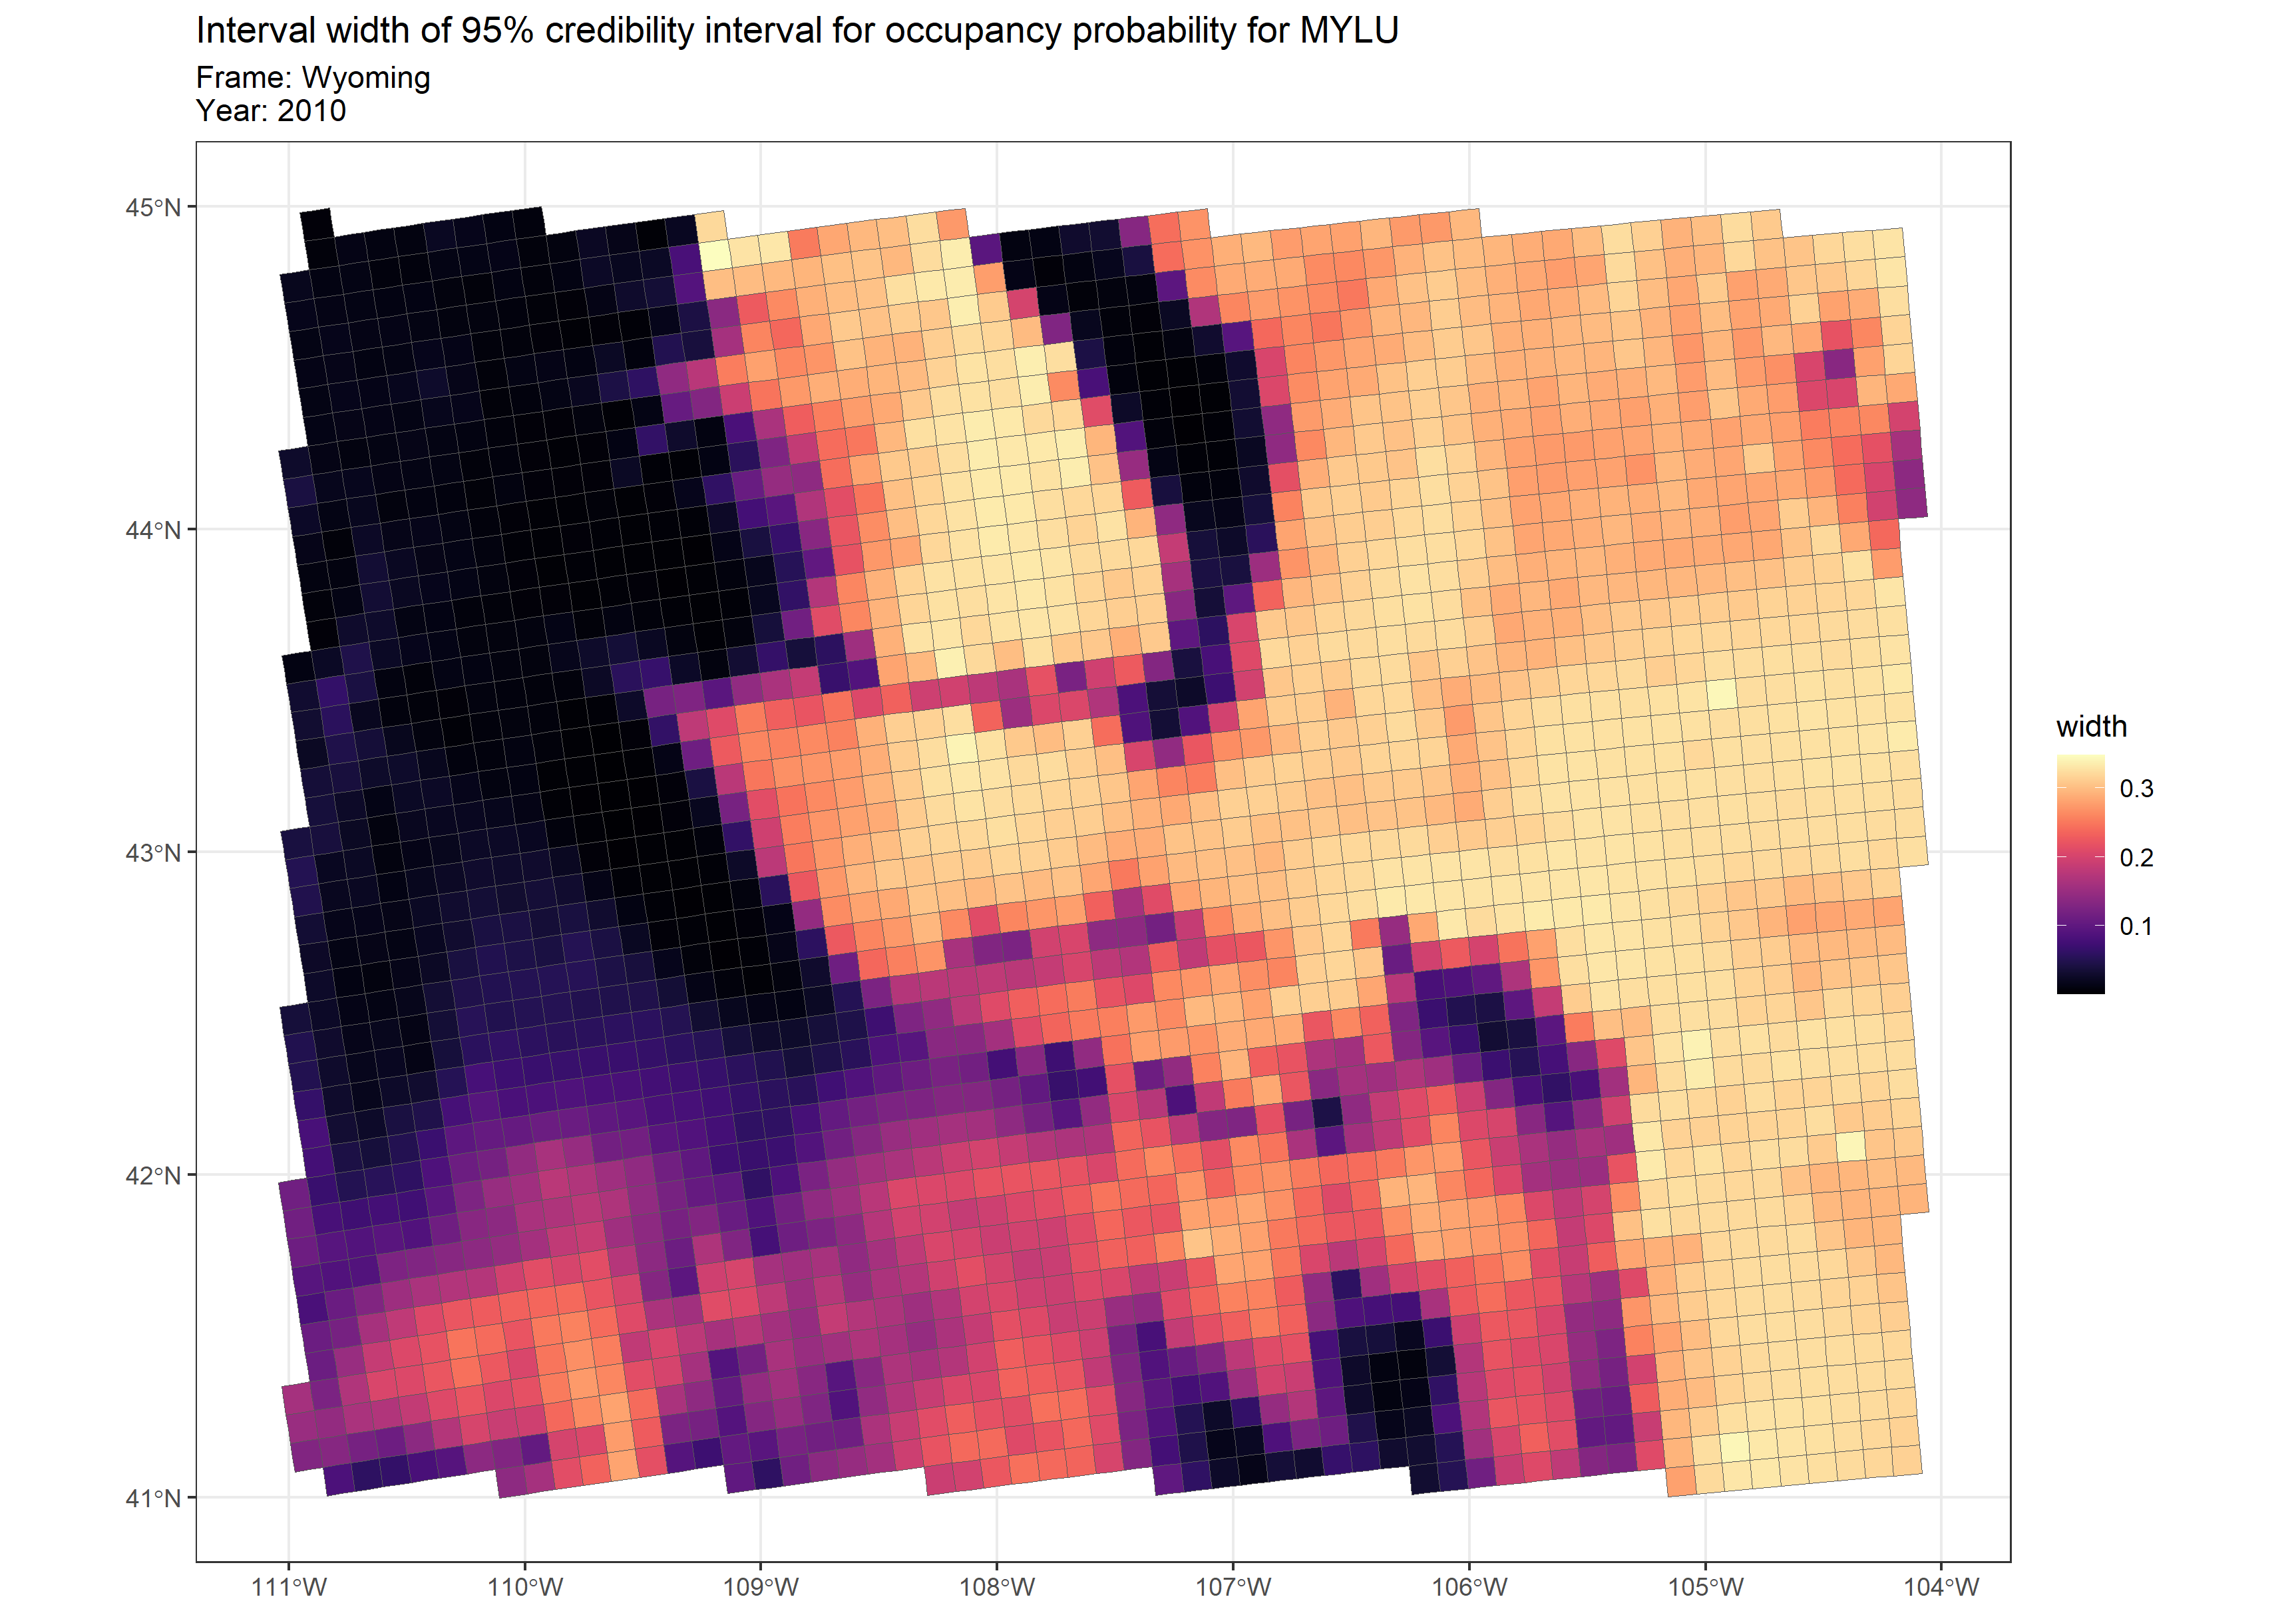 Interval width of 95% credibility interval for occupancy probability for MYLU
Frame: Wyoming
Year: 2010
45°N
44°N
43°N
42°N
41°N
111°W
110°W
109°W
108°W
107°W
106°W
105°W
104°W
width
0.3
0.2
0.1